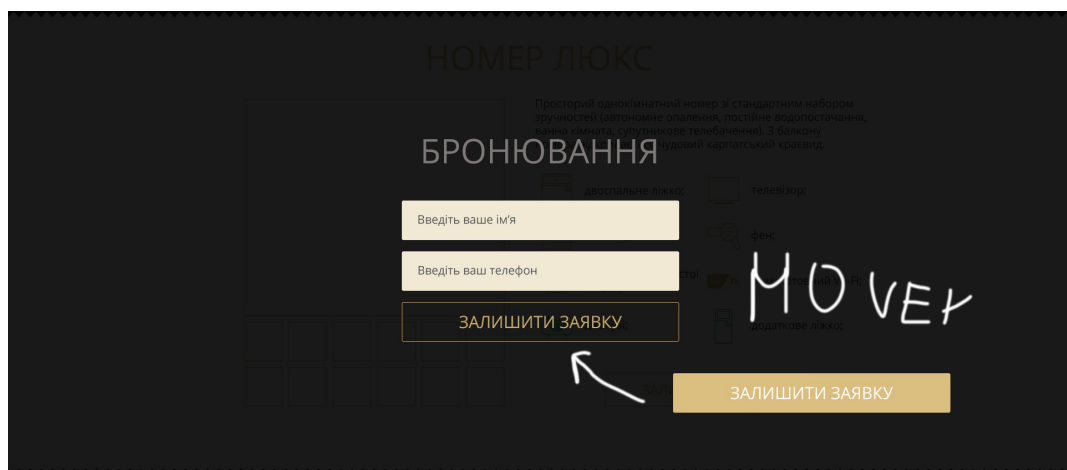 НОМЕР ЛЮКС
Просторий однокімнатний номер зі стандартним набором
зручностей (автономне опалення, постійне водопостачання,
ванна кімната, супутникове телебачення). З балкону
чудовий карпатський краєвид.
БРОНЮВАННЯ
двоспальне ліжко;
телевізор;
Введіть ваше ім’я
фен;
Введіть ваш телефон
HOVER
ЗАЛИШИТИ ЗАЯВКУ
додаткове ліжко;
ЗАЛИШИТИ ЗАЯВКУ